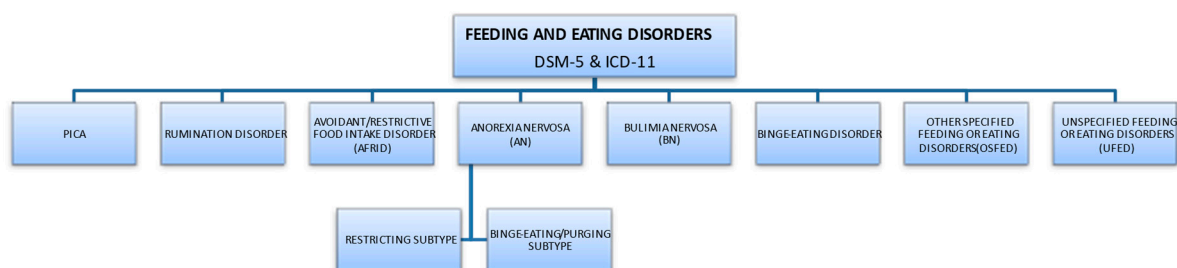 FEEDING AND EATING DISORDERS
DSM-5 & ICD-11
PICA
RUMINATION DISORDER
AVOIDANT/RESTRICTIVE
FOOD INTAKE DISORDER
(AFRID)
ANOREXIA NERVOSA
(AN)
BULIMIA NERVOSA
(BN)
BINGE-EATING DISORDER
OTHER SPECIFIED
FEEDING OR EATING
DISORDERS(OSFED)
UNSPECIFIED FEEDING
OR EATING DISORDERS
(UFED)
RESTRICTING SUBTYPE
BINGE-EATING/PURGING
SUBTYPE